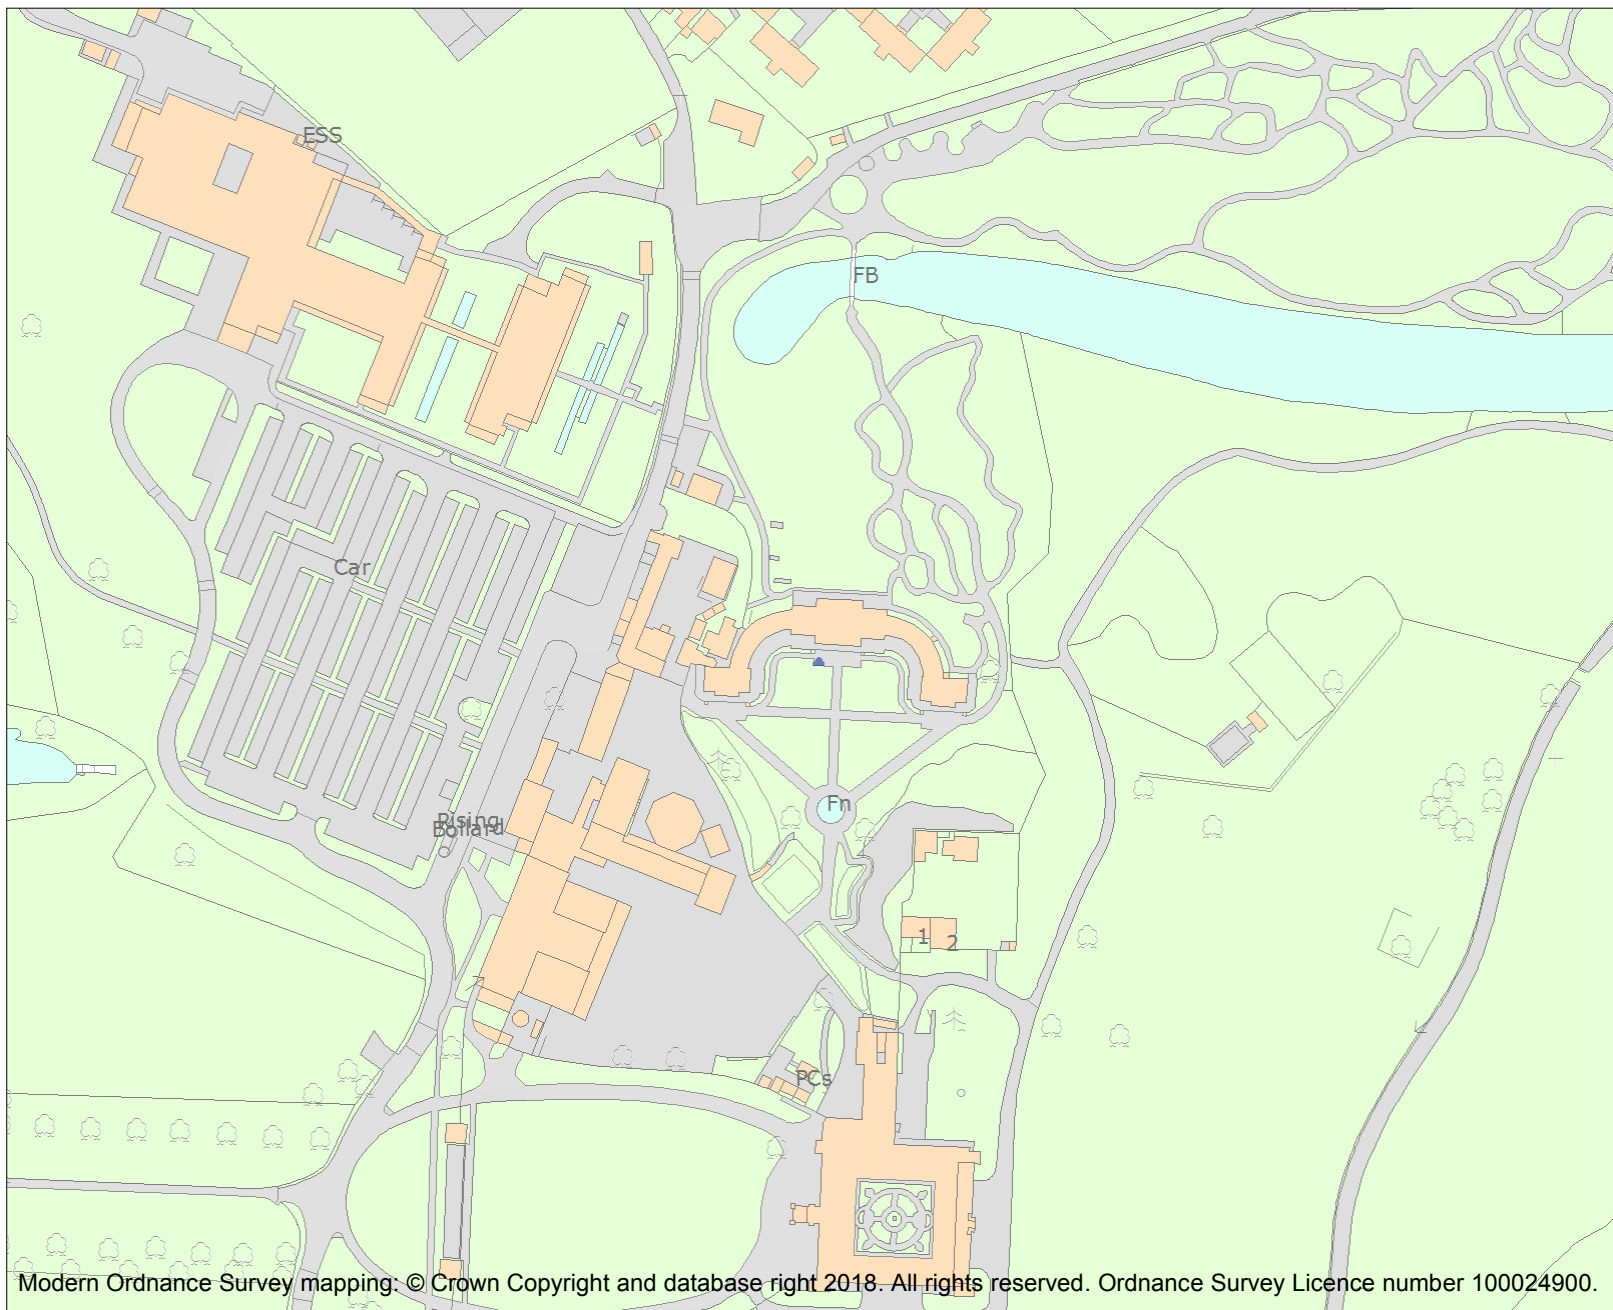 ESS
FB
Car
Fn
Rising
Bollard
1
2
PCs
Modern Ordnance Survey mapping: © Crown Copyright and database right 2018. All rights reserved. Ordnance Survey Licence number 100024900.